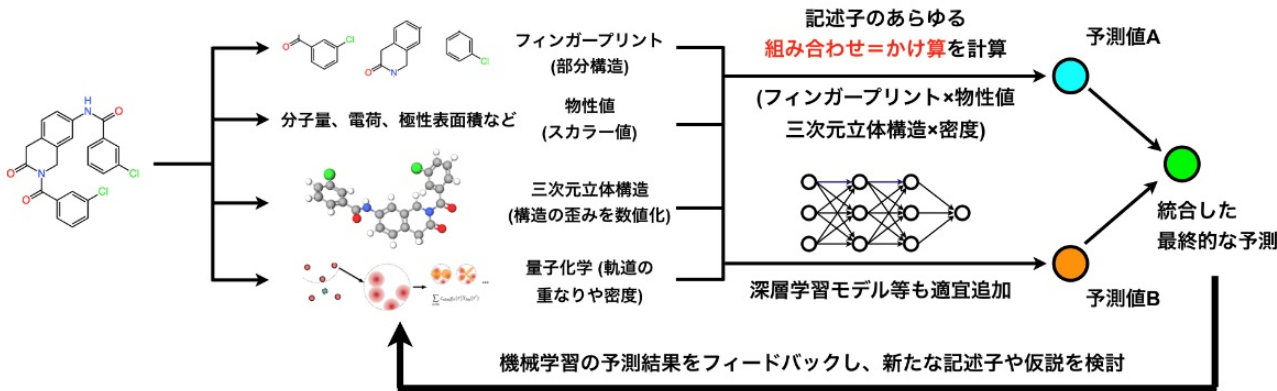 フィンガープリント
(部分構造)
分子量、電荷、極性表面積など
物性値
(スカラー値)
三次元立体構造
(構造の歪みを数値化)
量子化学 (軌道の
重なりや密度)
記述子のあらゆる
組み合わせ＝かけ算を計算
(フィンガープリント×物性値
三次元立体構造×密度)
深層学習モデル等も適宜追加
予測値A
予測値B
統合した
最終的な予測
機械学習の予測結果をフィードバックし、新たな記述子や仮説を検討
H
N
O
O
N
O
Cl
Cl
O
Cl
O
N
Cl